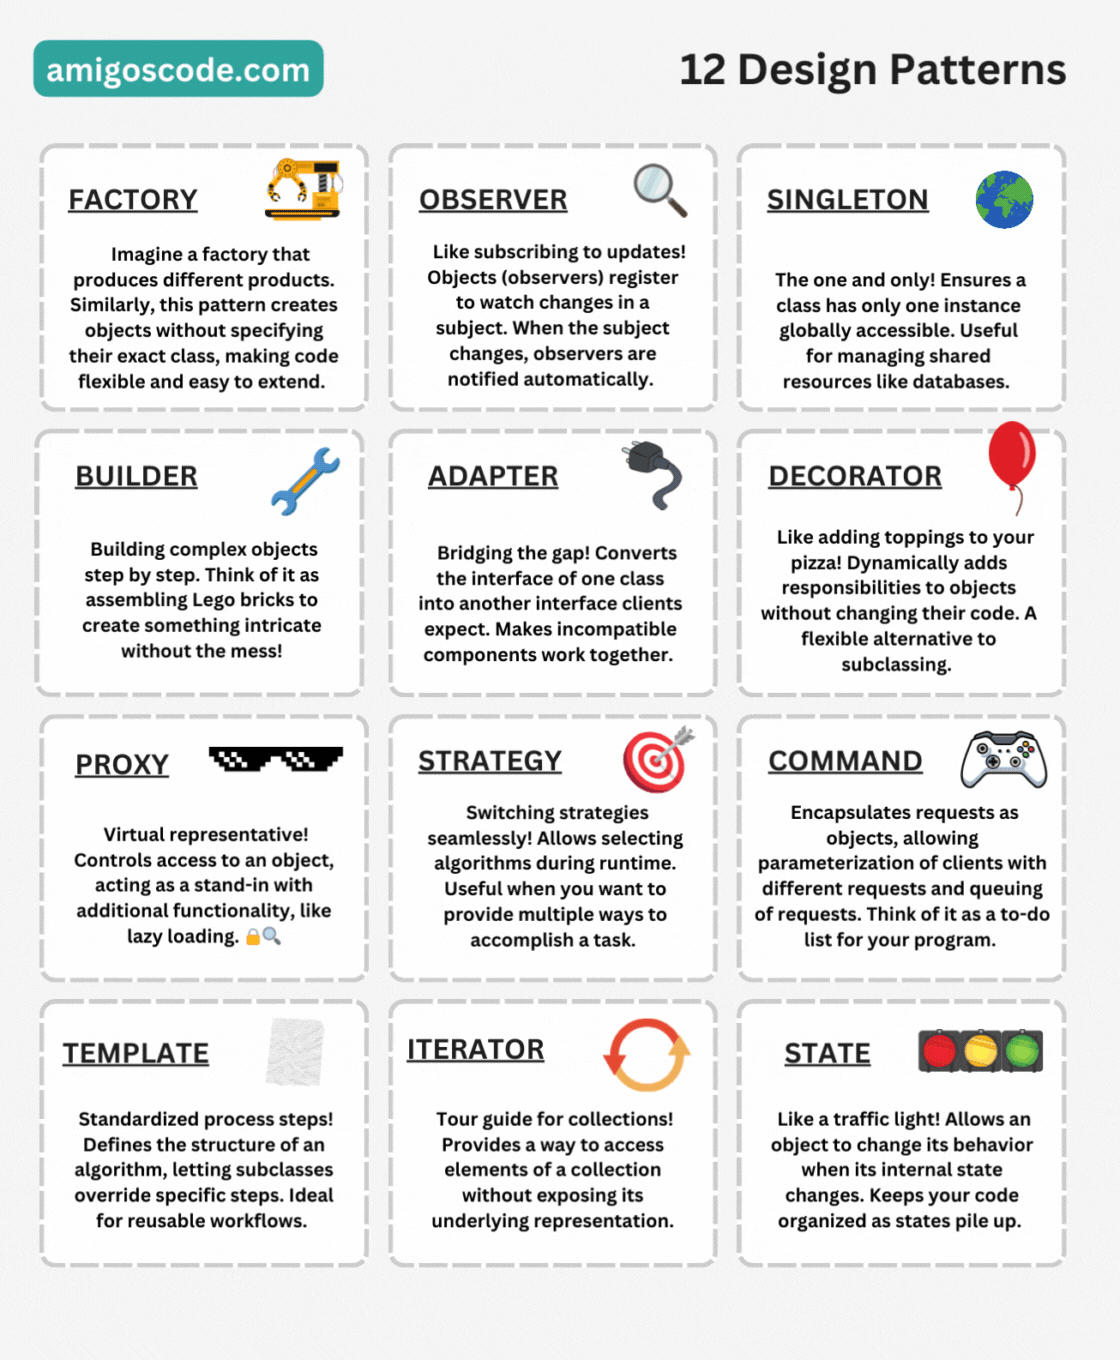 amigoscode.com
12 Design Patterns
FACTORY
Imagine a factory that
produces different products.
Similarly, this pattern creates
objects without specifying
their exact class, making code
flexible and easy to extend.
OBSERVER
Like subscribing to updates!
Objects (observers) register
to watch changes in a
subject. When the subject
changes, observers are
notified automatically.
SINGLETON
The one and only! Ensures a
class has only one instance
globally accessible. Useful
for managing shared
resources like databases.
BUILDER
Building complex objects
step by step. Think of it as
assembling Lego bricks to
create something intricate
without the mess!
ADAPTER
Bridging the gap! Converts
the interface of one class
into another interface clients
expect. Makes incompatible
components work together.
DECORATOR
Like adding toppings to your
pizza! Dynamically adds
responsibilities to objects
without changing their code. A
flexible alternative to
subclassing.
PROXY
Virtual representative!
Controls access to an object,
acting as a stand-in with
additional functionality, like
lazy loading. 🔒🔍
STRATEGY
Switching strategies
seamlessly! Allows selecting
algorithms during runtime.
Useful when you want to
provide multiple ways to
accomplish a task.
COMMAND
Encapsulates requests as
objects, allowing
parameterization of clients with
different requests and queuing
of requests. Think of it as a to-do
list for your program.
TEMPLATE
Standardized process steps!
Defines the structure of an
algorithm, letting subclasses
override specific steps. Ideal
for reusable workflows.
ITERATOR
Tour guide for collections!
Provides a way to access
elements of a collection
without exposing its
underlying representation.
STATE
Like a traffic light! Allows an
object to change its behavior
when its internal state
changes. Keeps your code
organized as states pile up.